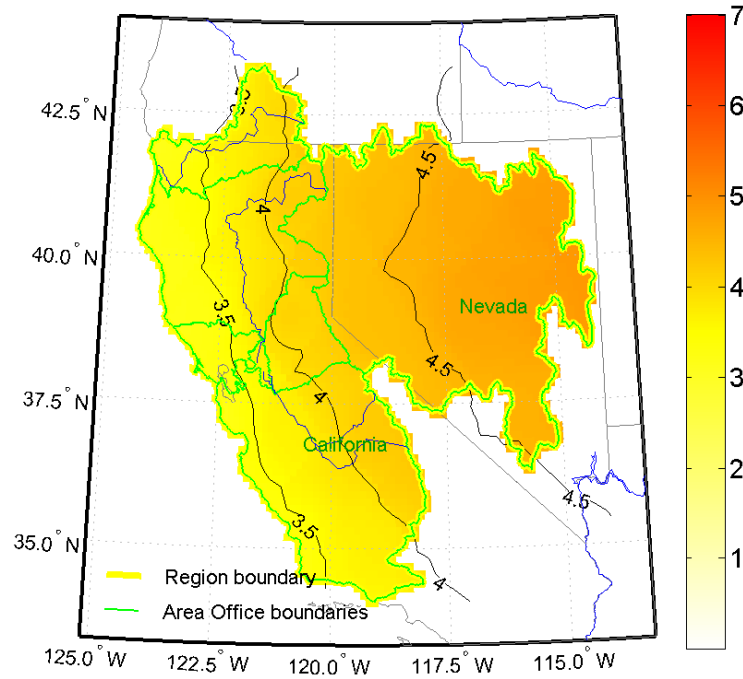 7
6
5
4
3
2
1
42.5° N
40.0° N
37.5° N
35.0° N
125.0° W
122.5° W
120.0° W
117.5° W
115.0° W
4.5
4
3.5
Nevada
4.5
4
California
4.5
3.5
4
Region boundary
Area Office boundaries